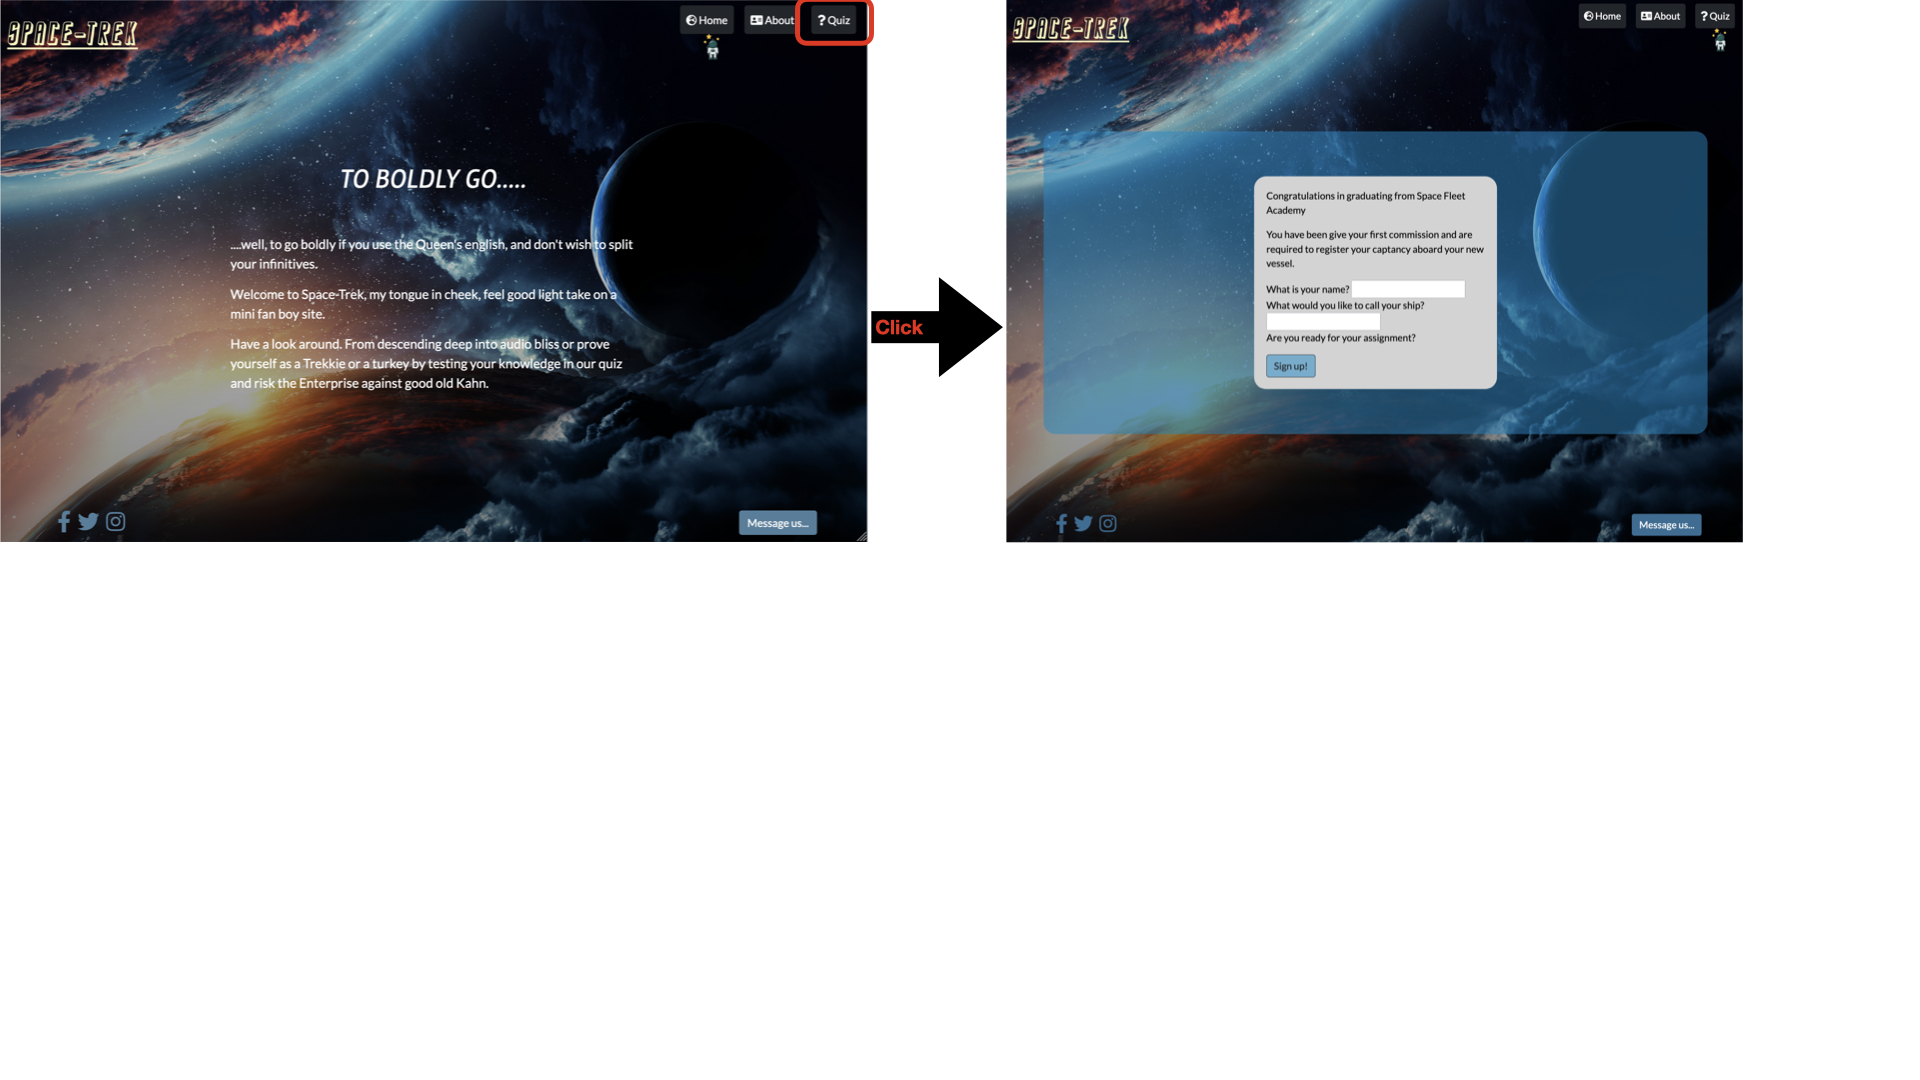 SPACE-TREK
Home
About
? Quiz
TO BOLDLY GO.....
....well, to go boldly if you use the Queen's english, and don't wish to split
your infinitives.
Welcome to Space-Trek, my tongue in cheek, feel good light take on a
mini fan boy site.
Have a look around. From descending deep into audio bliss or prove
yourself as a Trekkie or a turkey by testing your knowledge in our quiz
and risk the Enterprise against good old Kahn.
Message us...
Click
SPACE-TREK
Home
About
? Quiz
Congratulations in graduating from Space Fleet
Academy
You have been give your first commission and are
required to register your captancy aboard your new
vessel.
What is your name?
What would you like to call your ship?
Are you ready for your assignment?
Sign up!
Message us...